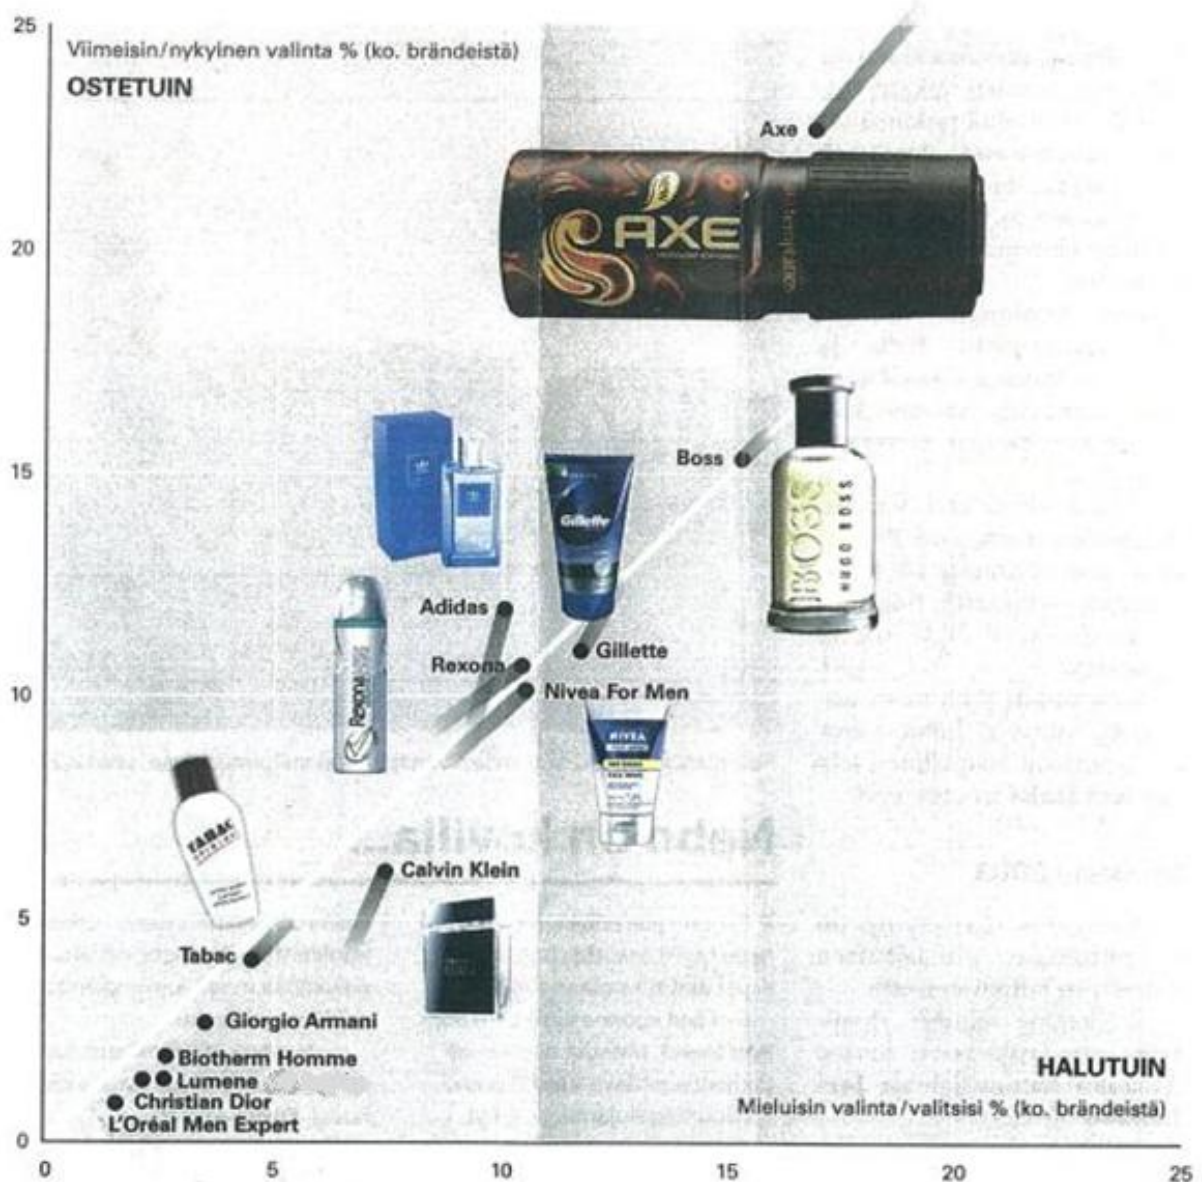 25
Viimeisin/nykyinen valinta % (ko. brändeistä)
OSTETUIN
Axe
AXE
20
15
Boss
BOSS
HUGO BOSS
Gillette
Adidas
Gillette
Rexona
Rexona
10
Nivea For Men
NIVEA
TABAC
ORIGINAL
Calvin Klein
5
Tabac
Giorgio Armani
Biotherm Homme
Lumene
Christian Dior
L'Oréal Men Expert
HALUTUIN
Mieluisin valinta/valitsisi % (ko. brändeistä)
0
0
5
10
15
20
25